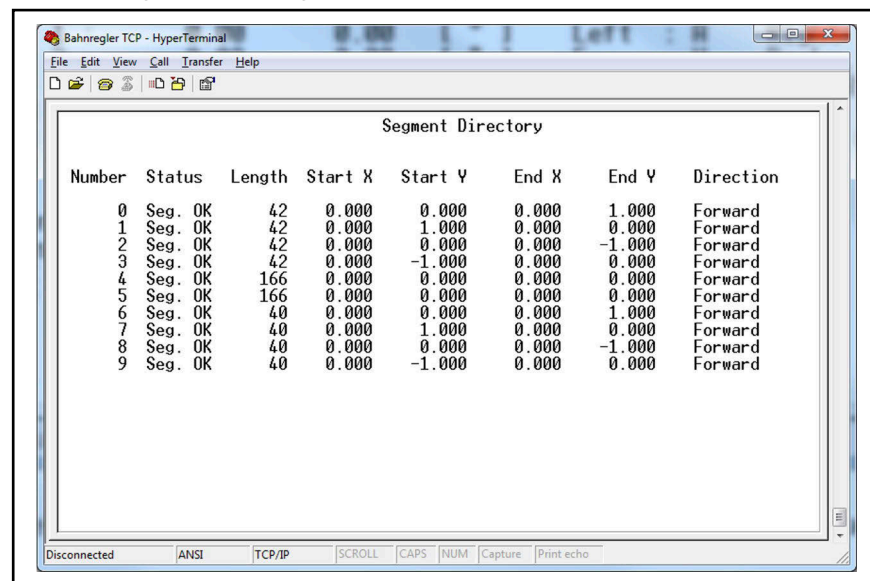 Bahnregler TCP - HyperTerminal
File Edit View Call Transfer Help
Segment Directory
Number Status Length Start X Start Y End X End Y Direction
0 Seg. OK 42 0.000 0.000 0.000 1.000 Forward
1 Seg. OK 42 0.000 1.000 0.000 0.000 Forward
2 Seg. OK 42 0.000 0.000 0.000 -1.000 Forward
3 Seg. OK 42 0.000 -1.000 0.000 0.000 Forward
4 Seg. OK 166 0.000 0.000 0.000 0.000 Forward
5 Seg. OK 166 0.000 0.000 0.000 0.000 Forward
6 Seg. OK 40 0.000 0.000 0.000 1.000 Forward
7 Seg. OK 40 0.000 1.000 0.000 0.000 Forward
8 Seg. OK 40 0.000 0.000 0.000 -1.000 Forward
9 Seg. OK 40 0.000 -1.000 0.000 0.000 Forward
Disconnected ANSI TCP/IP SCROLL CAPS NUM Capture Print echo